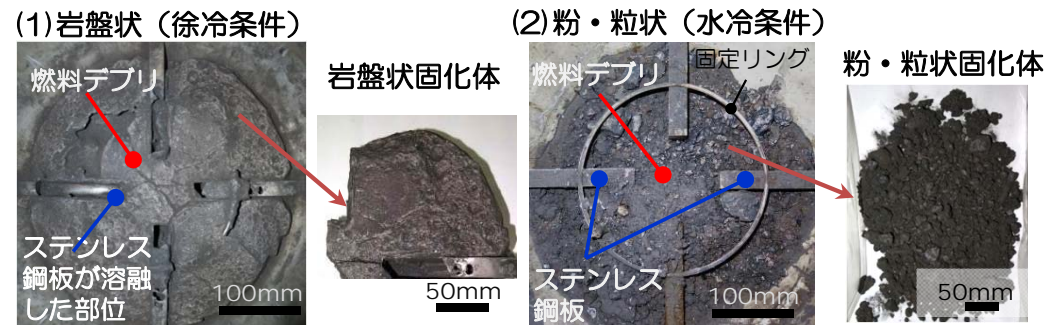 (1)岩盤状（徐冷条件）
燃料デブリ
岩盤状固化体
ステンレス
鋼板が溶融
した部位
100mm
50mm
(2)粉・粒状（水冷条件）
固定リング
燃料デブリ
粉・粒状固化体
ステンレス
鋼板
100mm
50mm